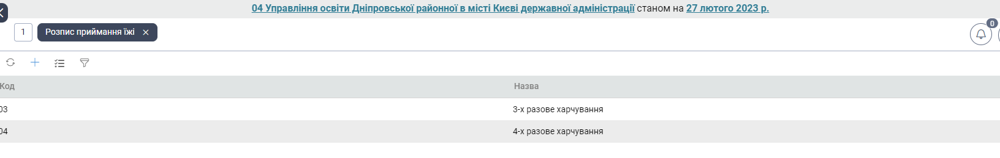 04 Управління освіти Дніпровської районної в місті Києві державної адміністрації станом на 27 лютого 2023 р.
1 Розпис приймання їжі 0
Код Назва
03 3-х разове харчування
04 4-х разове харчування